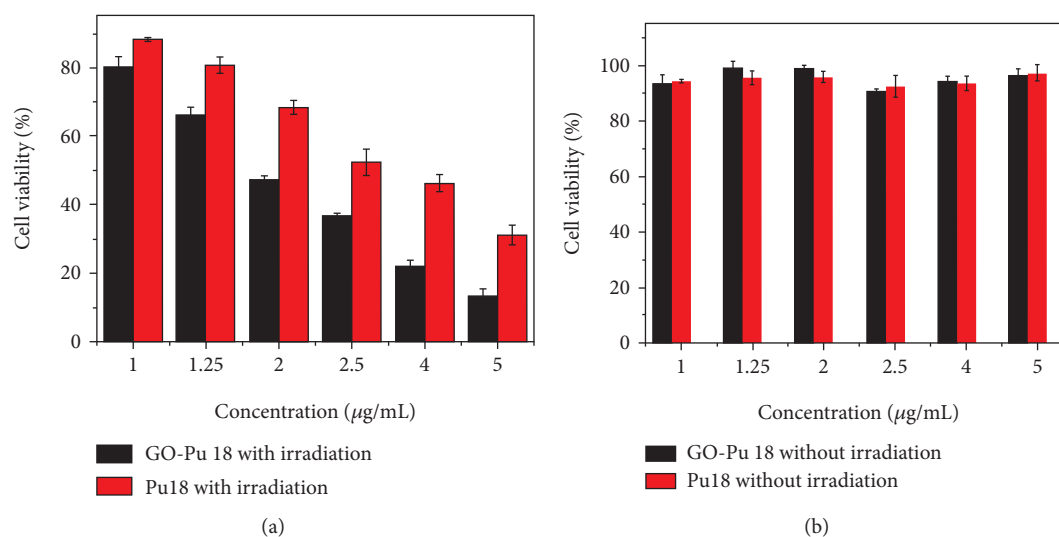 80
60
40
20
0
Cell viability (%)
1 1.25 2 2.5 4 5
Concentration (μg/mL)
GO-Pu 18 with irradiation
Pu18 with irradiation
(a)
100
80
60
40
20
0
Cell viability (%)
1 1.25 2 2.5 4 5
Concentration (μg/mL)
GO-Pu 18 without irradiation
Pu18 without irradiation
(b)